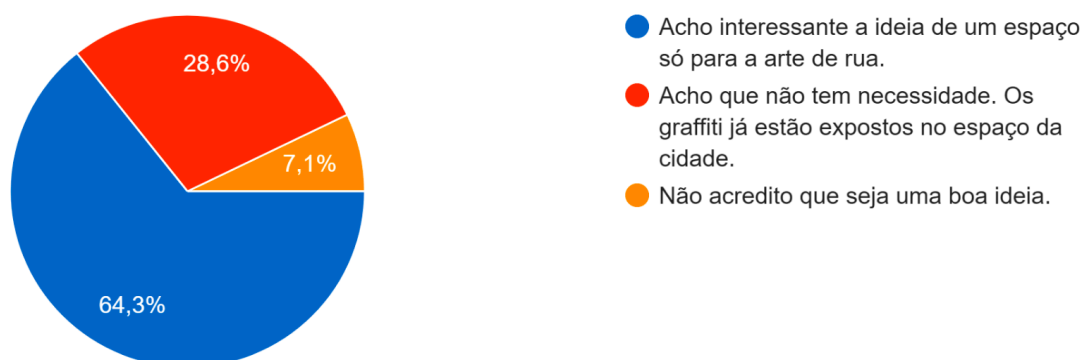 28,6%
7,1%
64,3%
Acho interessante a ideia de um espaço
só para a arte de rua.
Acho que não tem necessidade. Os
graffiti já estão expostos no espaço da
cidade.
Não acredito que seja uma boa ideia.